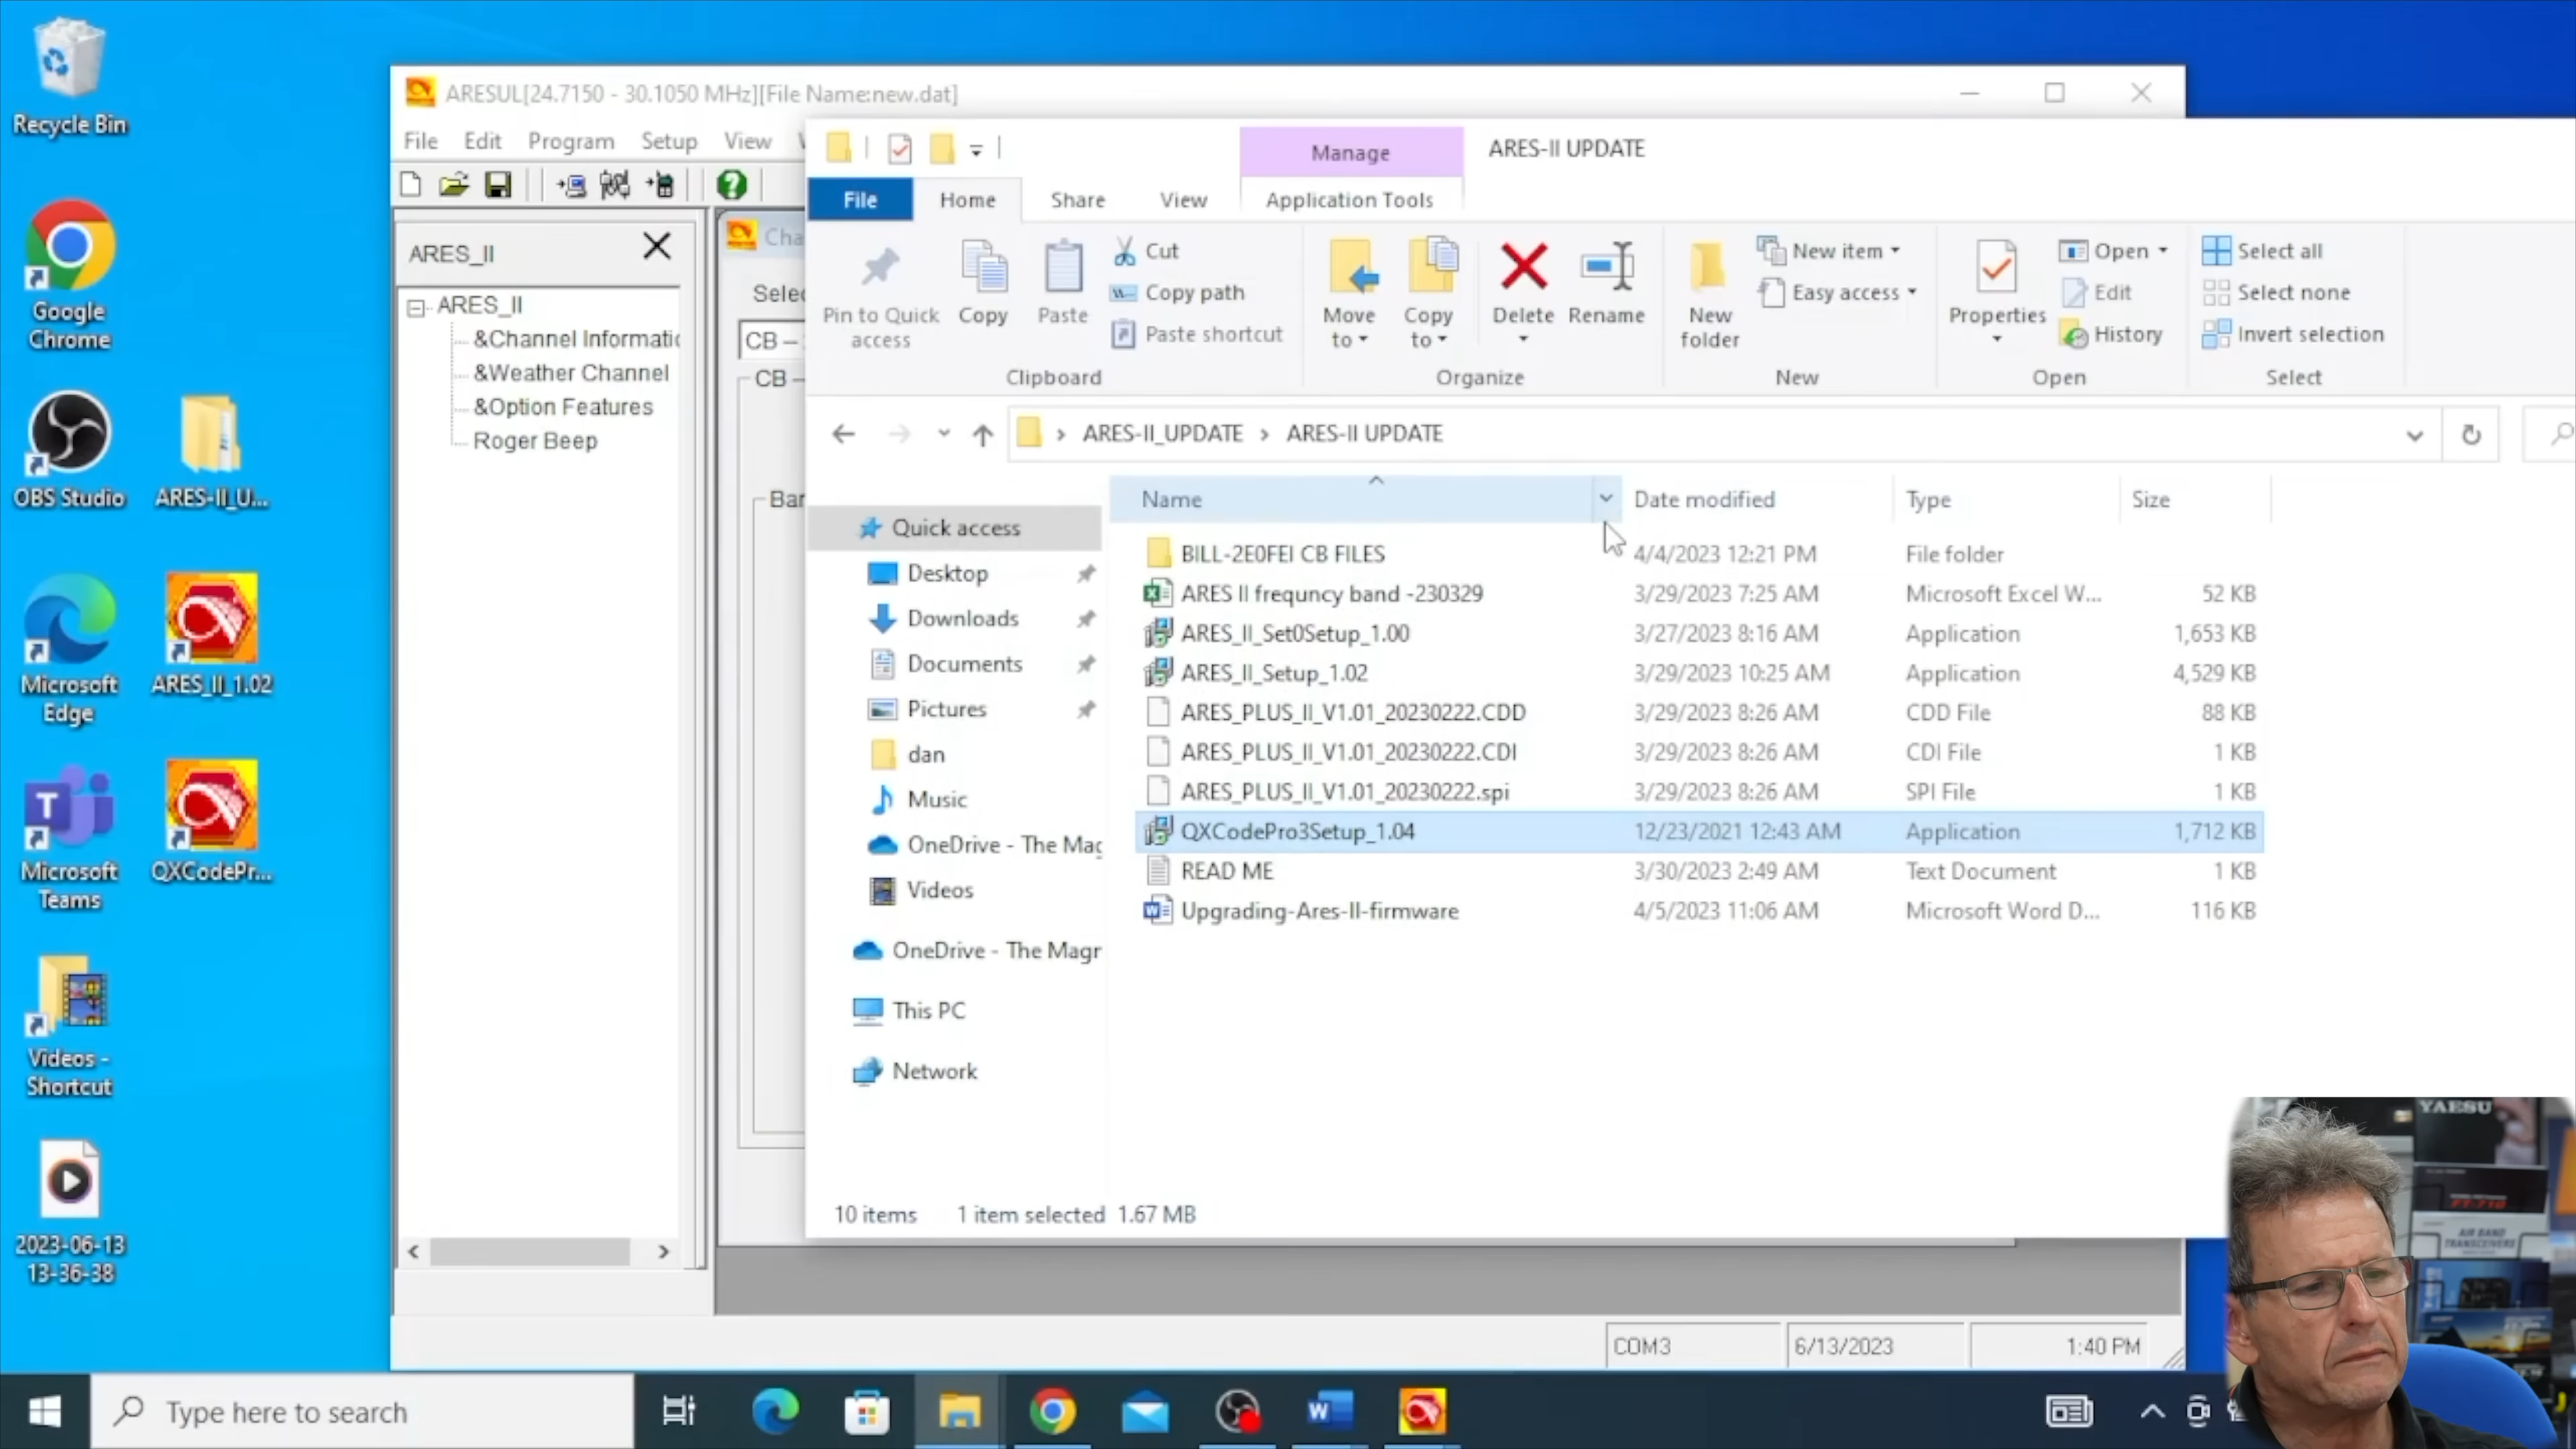 Recycle Bin
Google
Chrome
OBS Studio
ARES-II_U...
Microsoft
Edge
ARES_II_1.02
Microsoft
Teams
QXCodePr...
Videos -
Shortcut
2023-06-13
13-36-38
ARESUL[24.7150 - 30.1050 MHz][File Name:new.dat]
File Edit Program Setup View
ARES_II
ARES_II
&Channel Informatic
&Weather Channel
&Option Features
Roger Beep
Cha
Selec
CB –
CB –
Bar
Manage
ARES-II UPDATE
File Home Share View Application Tools
Pin to Quick
access
Copy
Paste
Cut
Copy path
Paste shortcut
Clipboard
Move
to
Copy
to
Delete
Rename
Organize
New
folder
New item
Easy access
New
Properties
Open
Edit
History
Open
Select all
Select none
Invert selection
Select
ARES-II_UPDATE > ARES-II UPDATE
Quick access
Desktop
Downloads
Documents
Pictures
dan
Music
OneDrive - The Mag
Videos
OneDrive - The Magr
This PC
Network
Name Date modified Type Size
BILL-2E0FEI CB FILES 4/4/2023 12:21 PM File folder
ARES II frequncy band -230329 3/29/2023 7:25 AM Microsoft Excel W... 52 KB
ARES_II_Set0Setup_1.00 3/27/2023 8:16 AM Application 1,653 KB
ARES_II_Setup_1.02 3/29/2023 10:25 AM Application 4,529 KB
ARES_PLUS_II_V1.01_20230222.CDD 3/29/2023 8:26 AM CDD File 88 KB
ARES_PLUS_II_V1.01_20230222.CDI 3/29/2023 8:26 AM CDI File 1 KB
ARES_PLUS_II_V1.01_20230222.spi 3/29/2023 8:26 AM SPI File 1 KB
QXCodePro3Setup_1.04 12/23/2021 12:43 AM Application 1,712 KB
READ ME 3/30/2023 2:49 AM Text Document 1 KB
Upgrading-Ares-II-firmware 4/5/2023 11:06 AM Microsoft Word D... 116 KB
10 items 1 item selected 1.67 MB
YAESU
FT-710
AIR BAND
TRANSCEIVERS
COM3 6/13/2023 1:40 PM
Type here to search